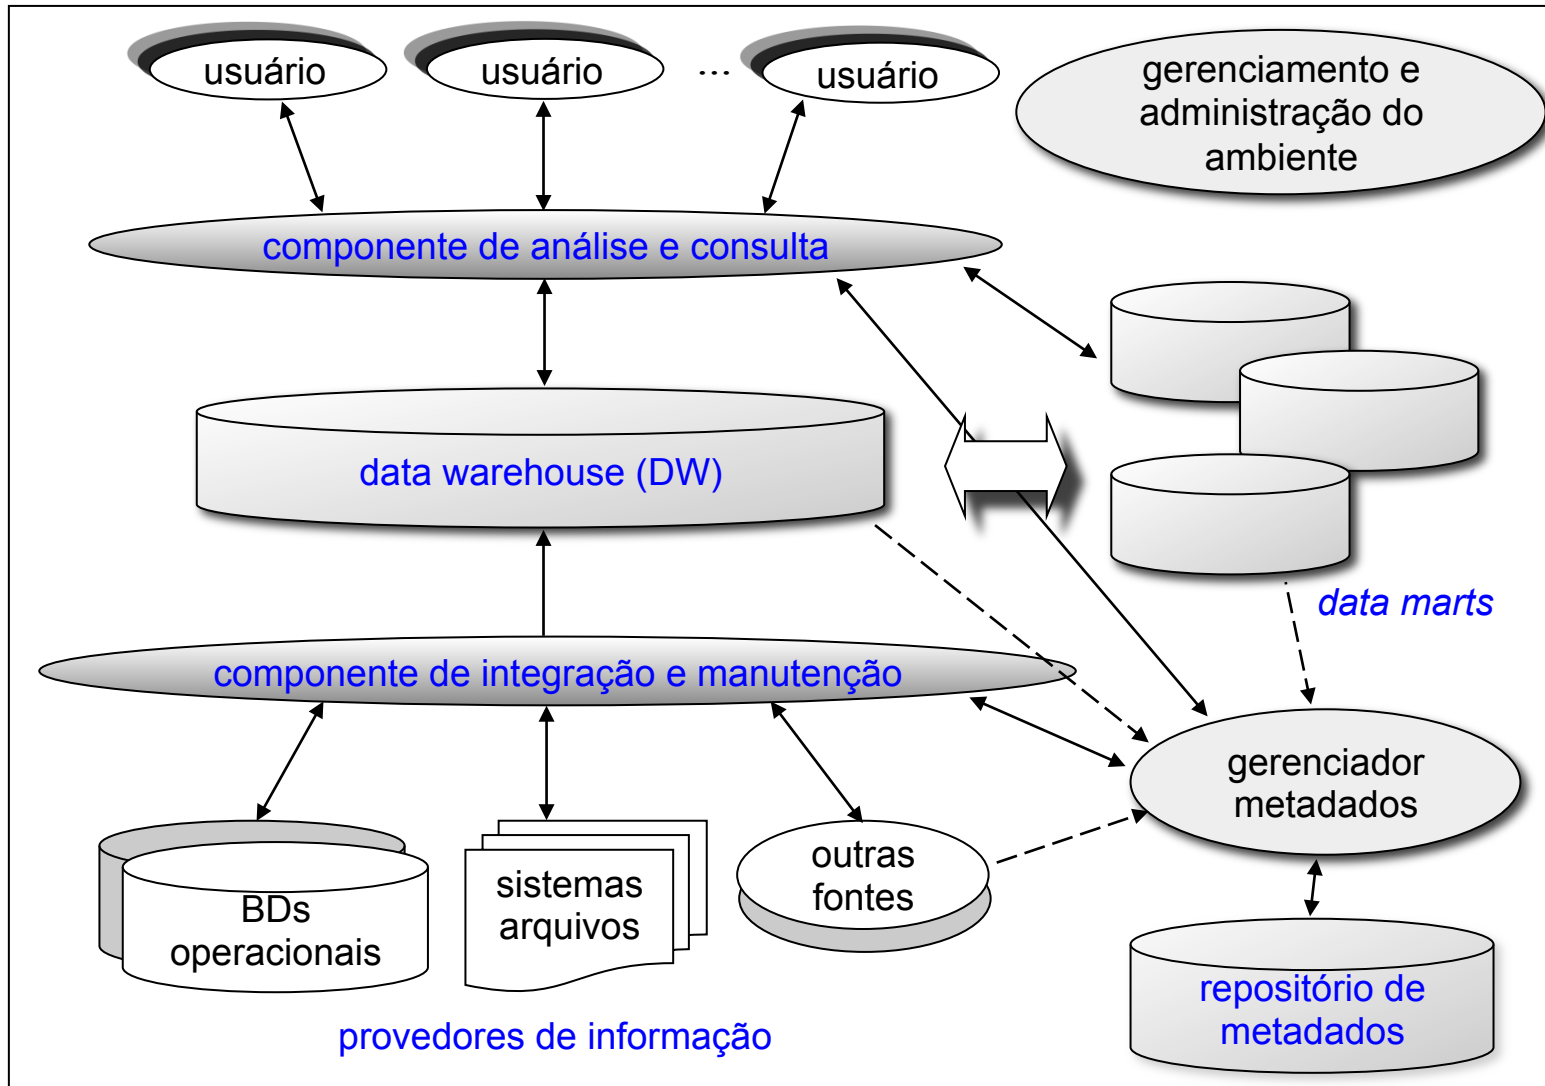 usuário
usuário
...
usuário
gerenciamento e
administração do
ambiente
componente de análise e consulta
data warehouse (DW)
data marts
componente de integração e manutenção
gerenciador
metadados
BDs
operacionais
sistemas
arquivos
outras
fontes
repositório de
metadados
provedores de informação